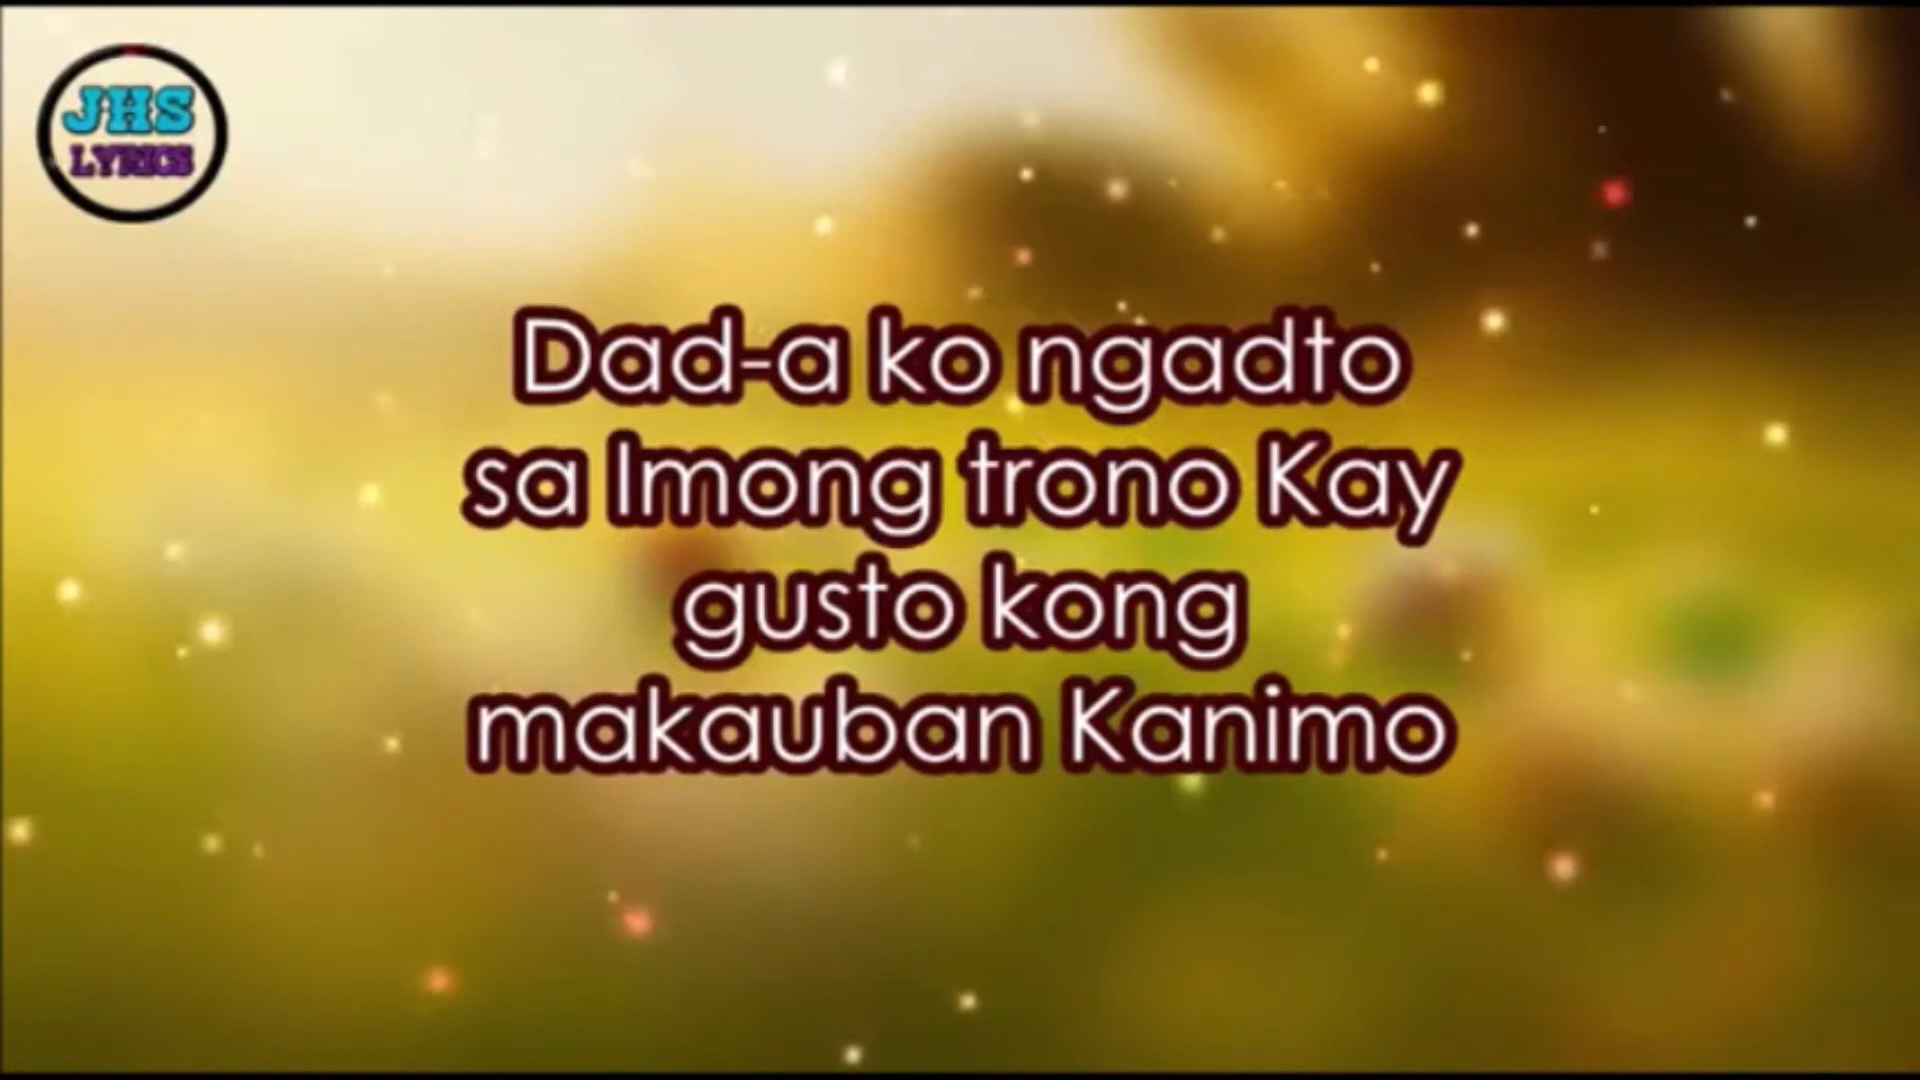 JHS
LYRICS
Dad-a ko ngadto
sa Imong trono Kay
gusto kong
makauban Kanimo